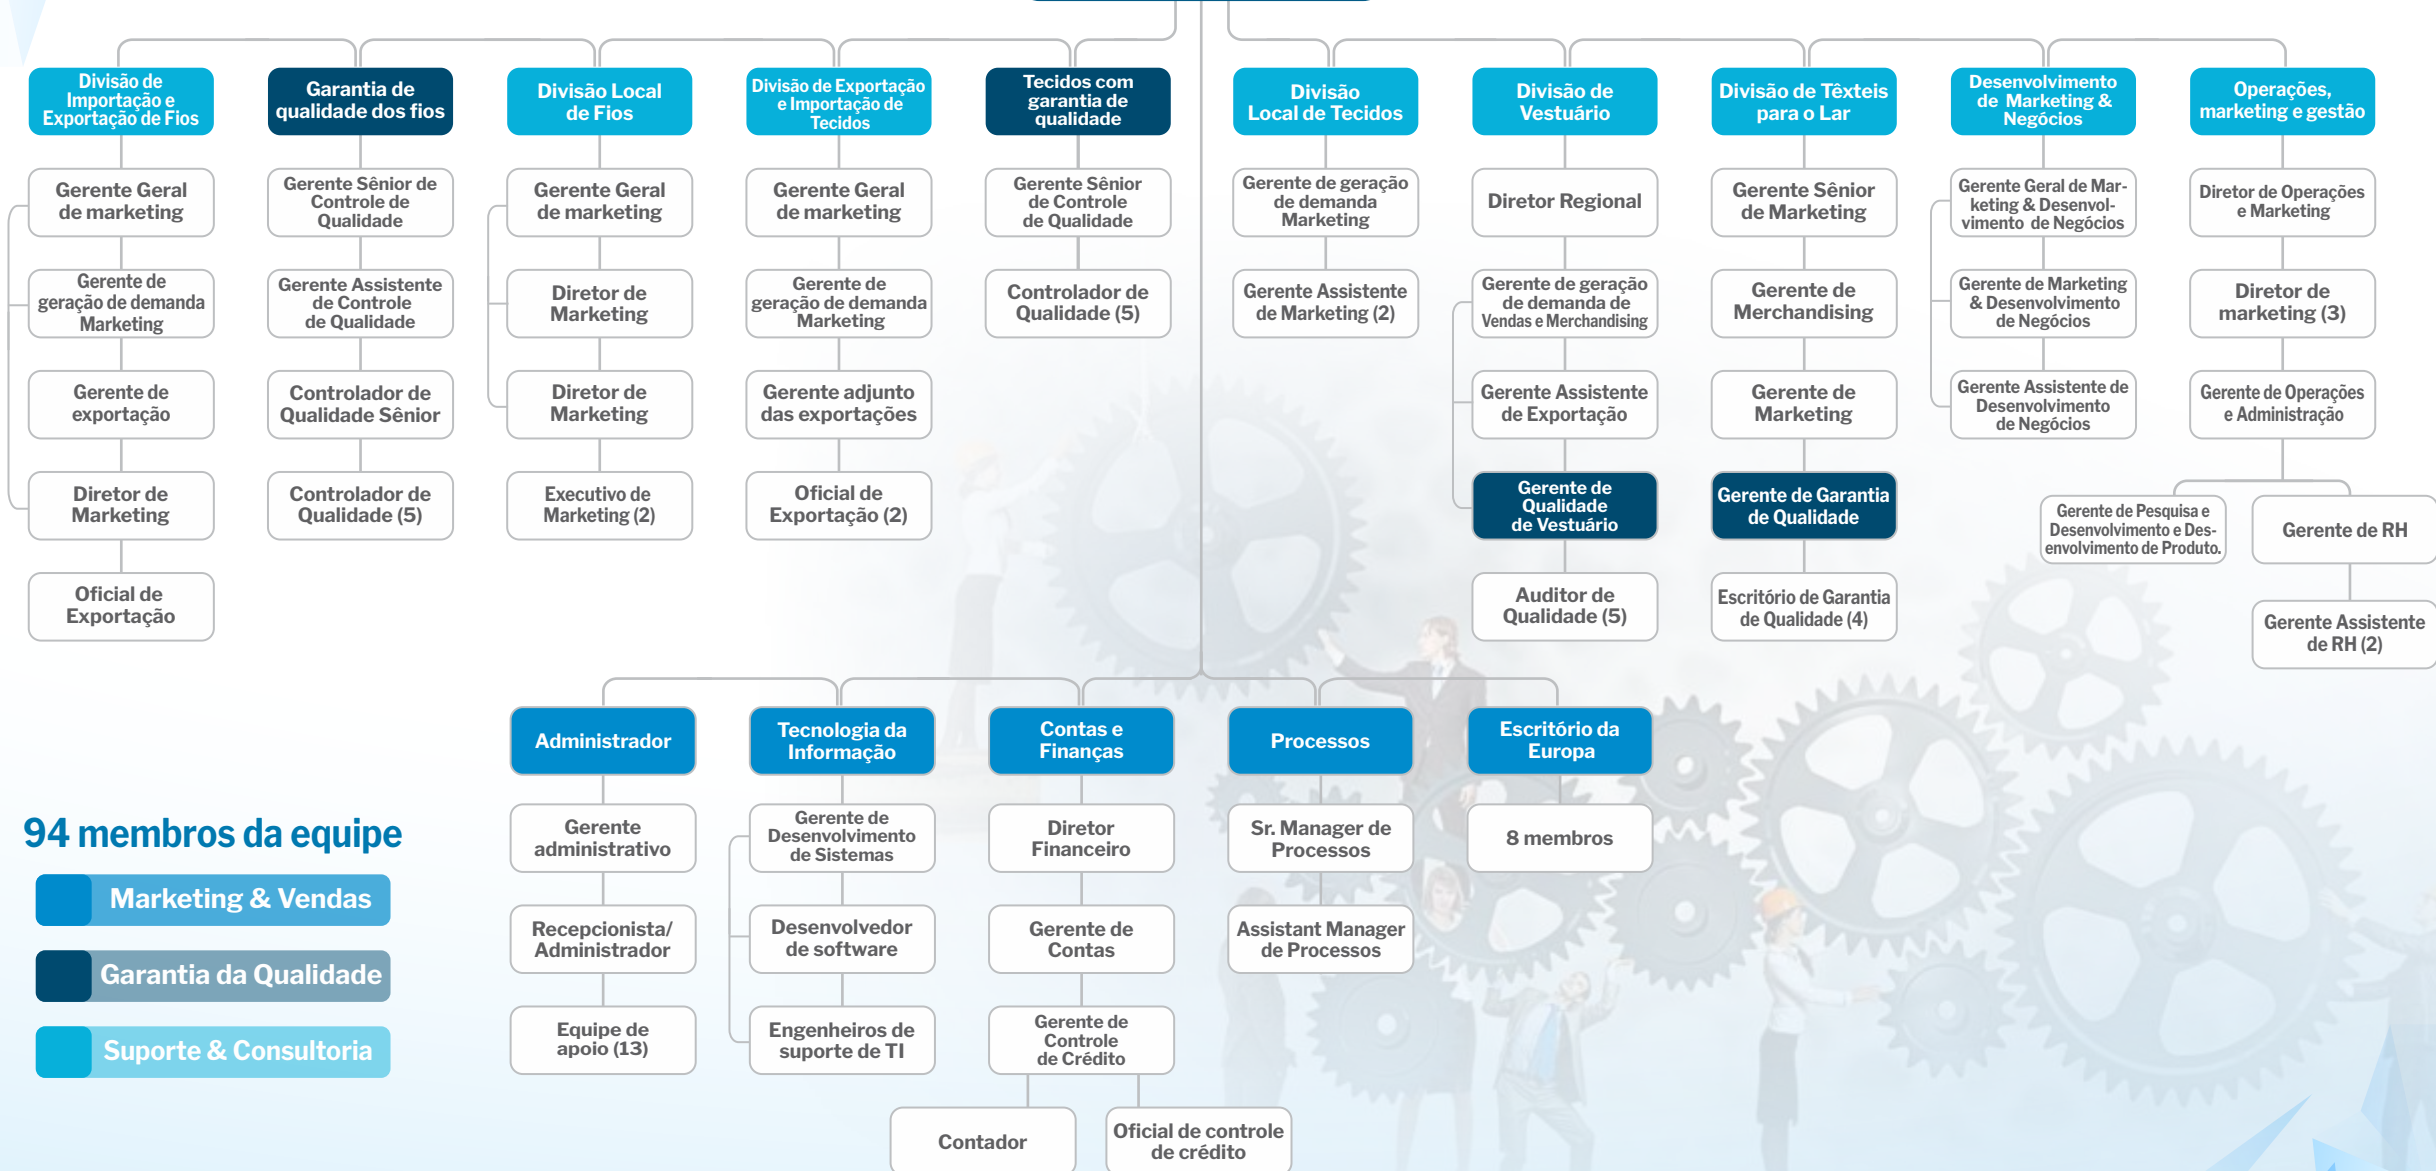 Divisão de
Importação e
Exportação de Fios
Garantia de
qualidade dos fios
Divisão Local
de Fios
Divisão de Exportação
e Importação de
Tecidos
Tecidos com
garantia de
qualidade
Divisão
Local de Tecidos
Divisão de
Vestuário
Divisão de Têxteis
para o Lar
Desenvolvimento
de Marketing &
Negócios
Operações,
marketing e gestão
Gerente Geral
de marketing
Gerente de
geração de demanda
Marketing
Gerente de
exportação
Diretor de
Marketing
Oficial de
Exportação
Gerente Sênior de
Controle de
Qualidade
Gerente Assistente
de Controle
de Qualidade
Controlador de
Qualidade Sênior
Controlador de
Qualidade (5)
Gerente Geral
de marketing
Diretor de
Marketing
Diretor de
Marketing
Executivo de
Marketing (2)
Gerente Geral
de marketing
Gerente de
geração de demanda
Marketing
Gerente adjunto
das exportações
Oficial de
Exportação (2)
Gerente Sênior
de Controle
de Qualidade
Controlador de
Qualidade (5)
Gerente de geração
de demanda
Marketing
Gerente Assistente
de Marketing (2)
Diretor Regional
Gerente de geração
de demanda de
Vendas e Merchandising
Gerente Assistente
de Exportação
Gerente de
Qualidade
de Vestuário
Auditor de
Qualidade (5)
Gerente Sênior
de Marketing
Gerente de
Merchandising
Gerente de
Marketing
Gerente de Garantia
de Qualidade
Escritório de Garantia
de Qualidade (4)
Gerente Geral de Mar-
keting & Desenvol-
vimento de Negócios
Gerente de Marketing
& Desenvolvimento
de Negócios
Gerente Assistente de
Desenvolvimento
de Negócios
Diretor de Operações
e Marketing
Diretor de
marketing (3)
Gerente de Operações
e Administração
Gerente de Pesquisa e
Desenvolvimento e Des-
envolvimento de Produto.
Gerente de RH
Gerente Assistente
de RH (2)
Administrador
Gerente
administrativo
Recepcionista/
Administrador
Equipe de
apoio (13)
Tecnologia da
Informação
Gerente de
Desenvolvimento
de Sistemas
Desenvolvedor
de software
Engenheiros de
suporte de TI
Contas e
Finanças
Diretor
Financeiro
Gerente de
Contas
Gerente de
Controle
de Crédito
Contador
Oficial de controle
de crédito
Processos
Sr. Manager de
Processos
Assistant Manager
de Processos
Escritório da
Europa
8 membros
94 membros da equipe
Marketing & Vendas
Garantia da Qualidade
Suporte & Consultoria